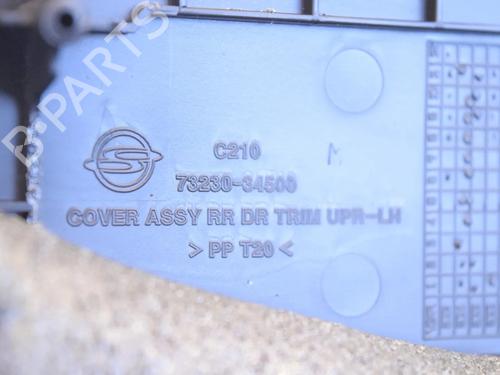 B-PARTS
C210
M
73230-34500
COVER ASSY RR DR TRIM UPR-LH
> PP T20 <